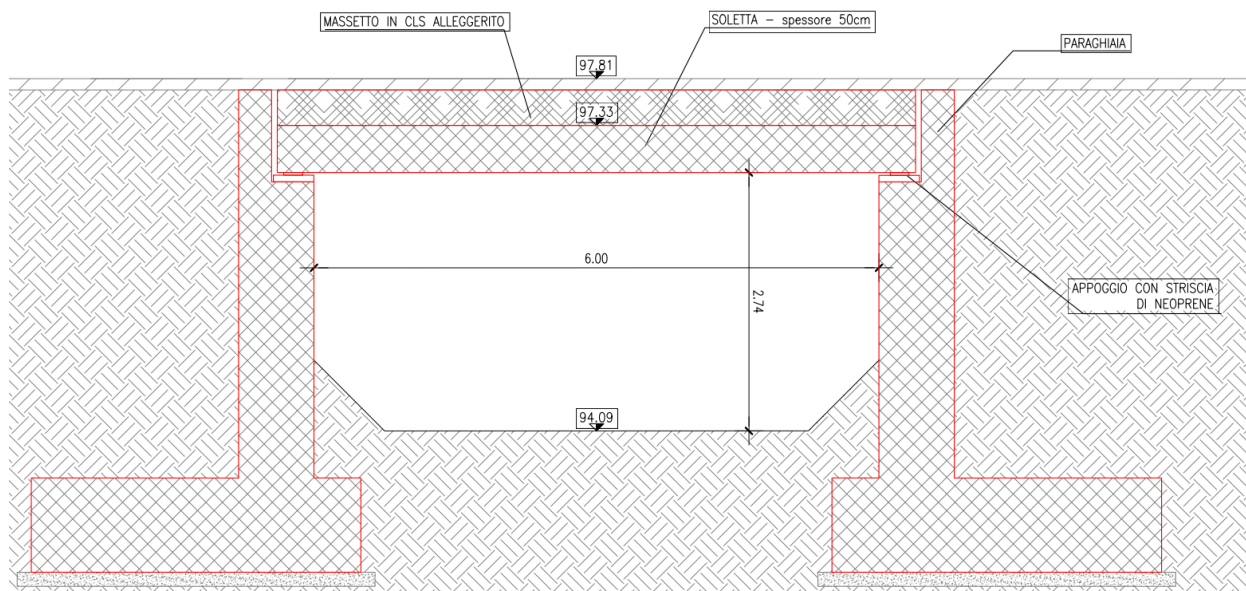 MASSETTO IN CLS ALLEGGERITO
SOLETTA - spessore 50cm
PARAGHIAIA
97.81
97.33
6.00
2.74
APPOGGIO CON STRISCIA
DI NEOPRENE
94.09